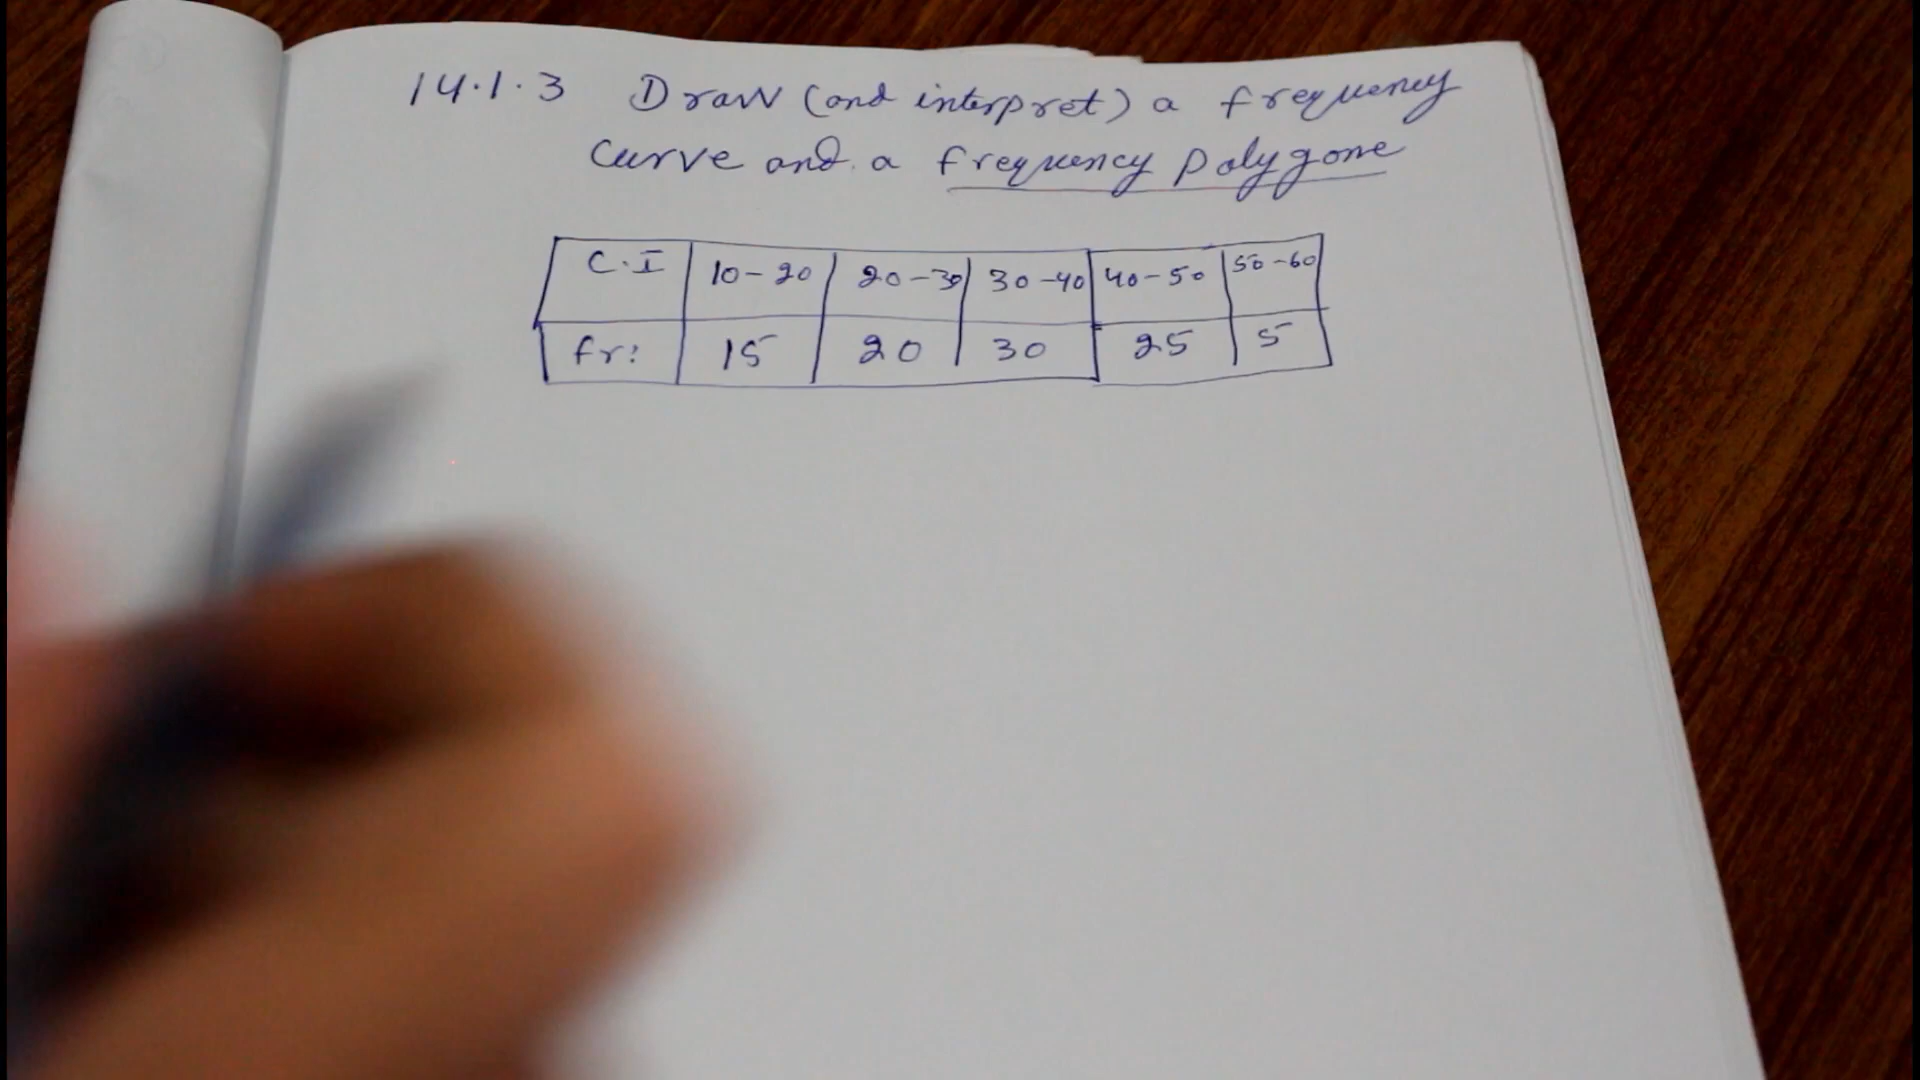 14.1.3 Draw (and interpret) a frequency
curve and a frequency polygone
C.I 10-20 20-30 30-40 40-50 50-60
fr: 15 20 30 25 5